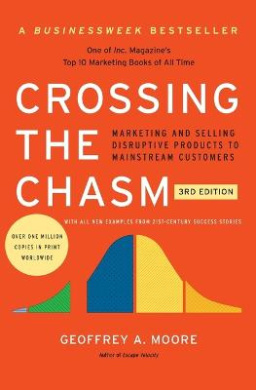 A BUSINESSWEEK BESTSELLER
One of Inc. Magazine's
Top 10 Marketing Books of All Time
CROSSING
THE
MARKETING AND SELLING
DISRUPTIVE PRODUCTS TO
MAINSTREAM CUSTOMERS
CHASM
3RD EDITION
WITH ALL NEW EXAMPLES FROM 21ST-CENTURY SUCCESS STORIES
OVER ONE MILLION
COPIES IN PRINT
WORLDWIDE
GEOFFREY A. MOORE
Author of Escape Velocity